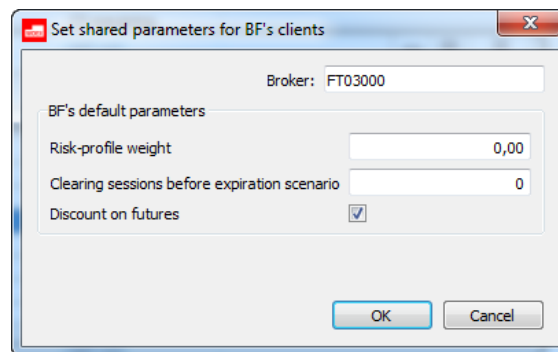 Set shared parameters for BF's clients
Broker: FT03000
BF's default parameters
Risk-profile weight 0,00
Clearing sessions before expiration scenario 0
Discount on futures
OK Cancel